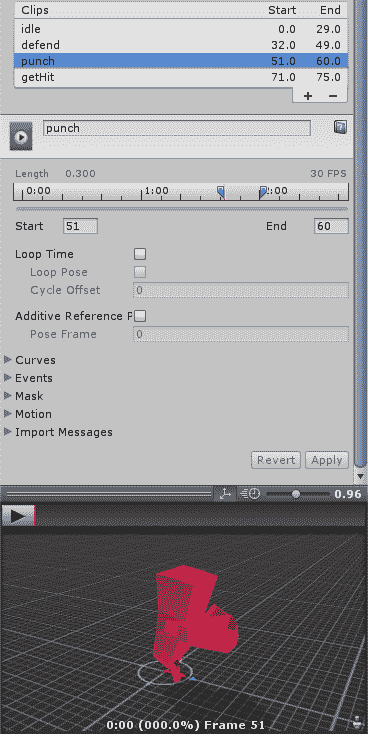 Clips Start End
idle 0.0 29.0
defend 32.0 49.0
punch 51.0 60.0
getHit 71.0 75.0
+ −
punch
Length 0.300 30 FPS
0:00 1:00 2:00
Start 51 End 60
Loop Time
Loop Pose
Cycle Offset 0
Additive Reference P
Pose Frame 0
Curves
Events
Mask
Motion
Import Messages
Revert Apply
0.96
0:00 (000.0%) Frame 51